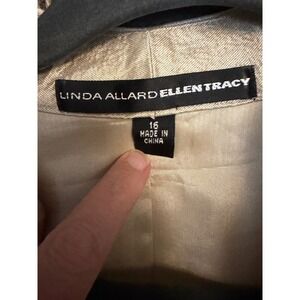 LINDA ALLARD ELLEN TRACY
16
MADE IN
CHINA